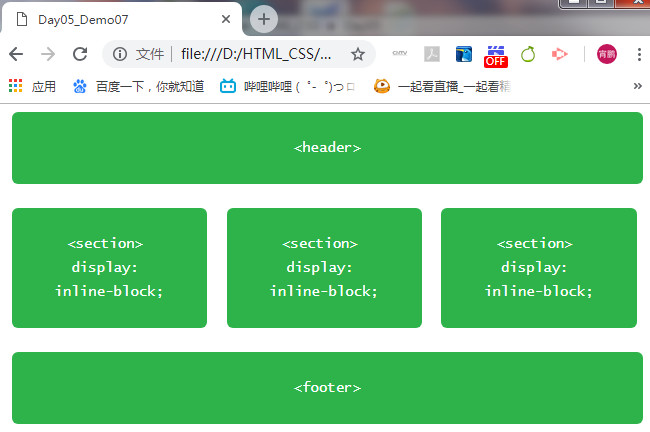 Day05_Demo07
文件 | file:///D:/HTML_CSS/...
OFF
宵鹏
应用 百度一下，你就知道 哔哩哔哩 ( ゜- ゜)つロ 一起看直播_一起看精
<header>
<section>
display:
inline-block;
<section>
display:
inline-block;
<section>
display:
inline-block;
<footer>